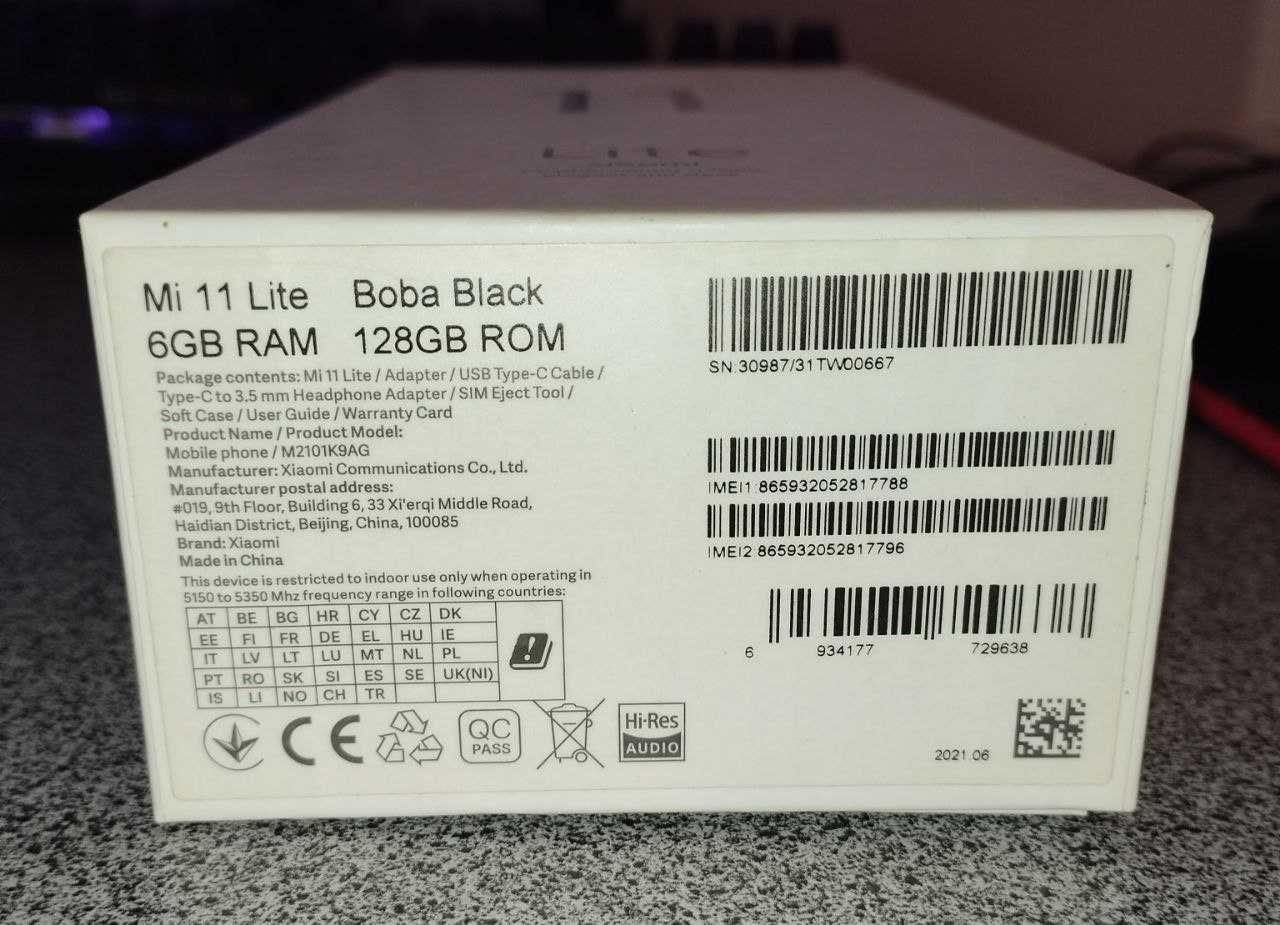 11
Lite
Mi 11 Lite Boba Black
6GB RAM 128GB ROM
Package contents: Mi 11 Lite / Adapter / USB Type-C Cable /
Type-C to 3.5 mm Headphone Adapter / SIM Eject Tool /
Soft Case / User Guide / Warranty Card
Product Name / Product Model:
Mobile phone / M2101K9AG
Manufacturer: Xiaomi Communications Co., Ltd.
Manufacturer postal address:
#019, 9th Floor, Building 6, 33 Xi'erqi Middle Road,
Haidian District, Beijing, China, 100085
Brand: Xiaomi
Made in China
This device is restricted to indoor use only when operating in
5150 to 5350 Mhz frequency range in following countries:
AT BE BG HR CY CZ DK
EE FI FR DE EL HU IE
IT LV LT LU MT NL PL
PT RO SK SI ES SE UK(NI)
IS LI NO CH TR
CE
QC
PASS
Hi-Res
AUDIO
SN:30987/31TW00667
IMEI1:865932052817788
IMEI2:865932052817796
6 934177 729638
2021.06